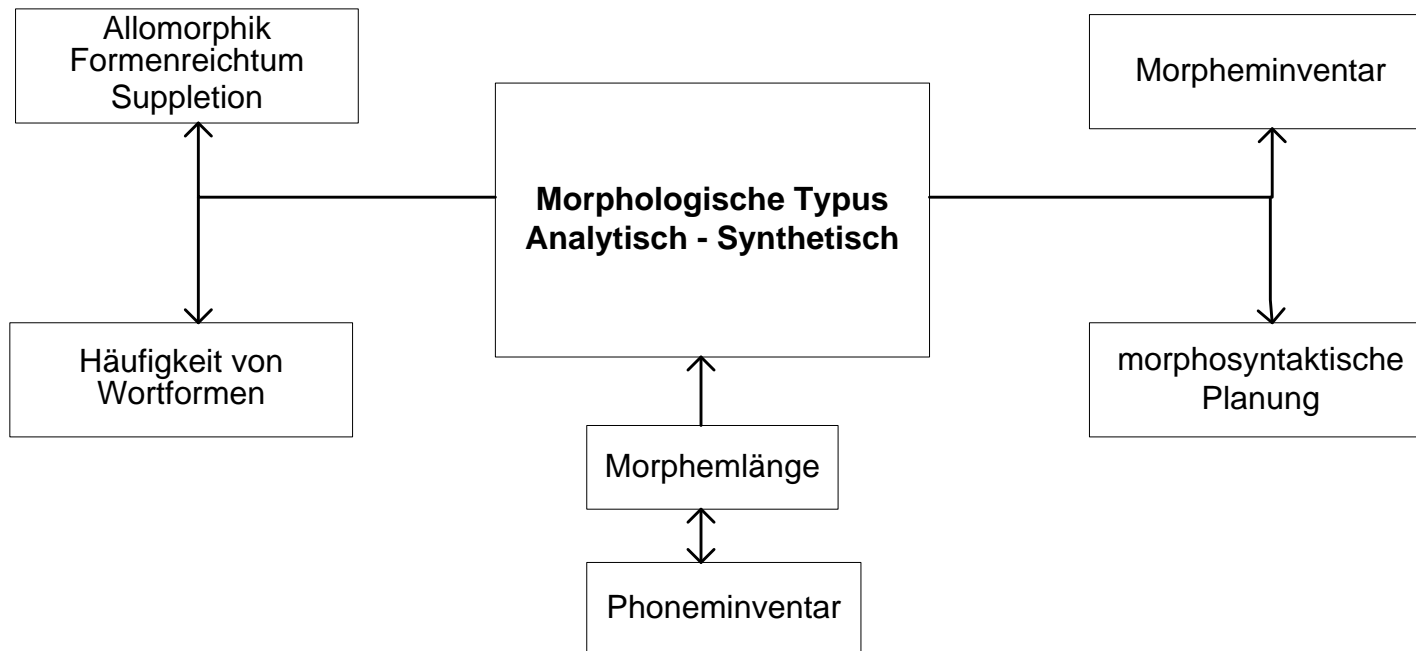 Allomorphik
Formenreichtum
Suppletion
Morpheminventar
Morphologische Typus
Analytisch - Synthetisch
Häufigkeit von
Wortformen
morphosyntaktische
Planung
Morphemlänge
Phoneminventar